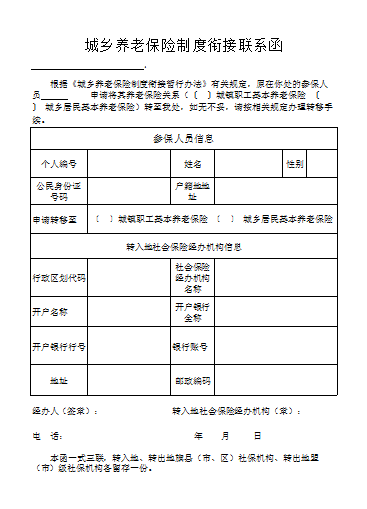 城乡养老保险制度衔接联系函
：
根据《城乡养老保险制度衔接暂行办法》有关规定，原在你处的参保人
员 申请将其养老保险关系（〔 〕城镇职工基本养老保险 〔
〕城乡居民基本养老保险）转至我处，如无不妥，请按相关规定办理转移手
续。
参保人员信息
个人编号 姓名 性别
公民身份证
号码
户籍地地
址
申请转移至 〔 〕城镇职工基本养老保险 〔 〕 城乡居民基本养老保险
转入地社会保险经办机构信息
行政区划代码
社会保险
经办机构
名称
开户名称
开户银行
全称
开户银行行号 银行账号
地址 邮政编码
经办人（签章）： 转入地社会保险经办机构（章）：
电 话： 年 月 日
本函一式三联，转入地、转出地旗县（市、区）社保机构、转出地盟
（市）级社保机构各留存一份。